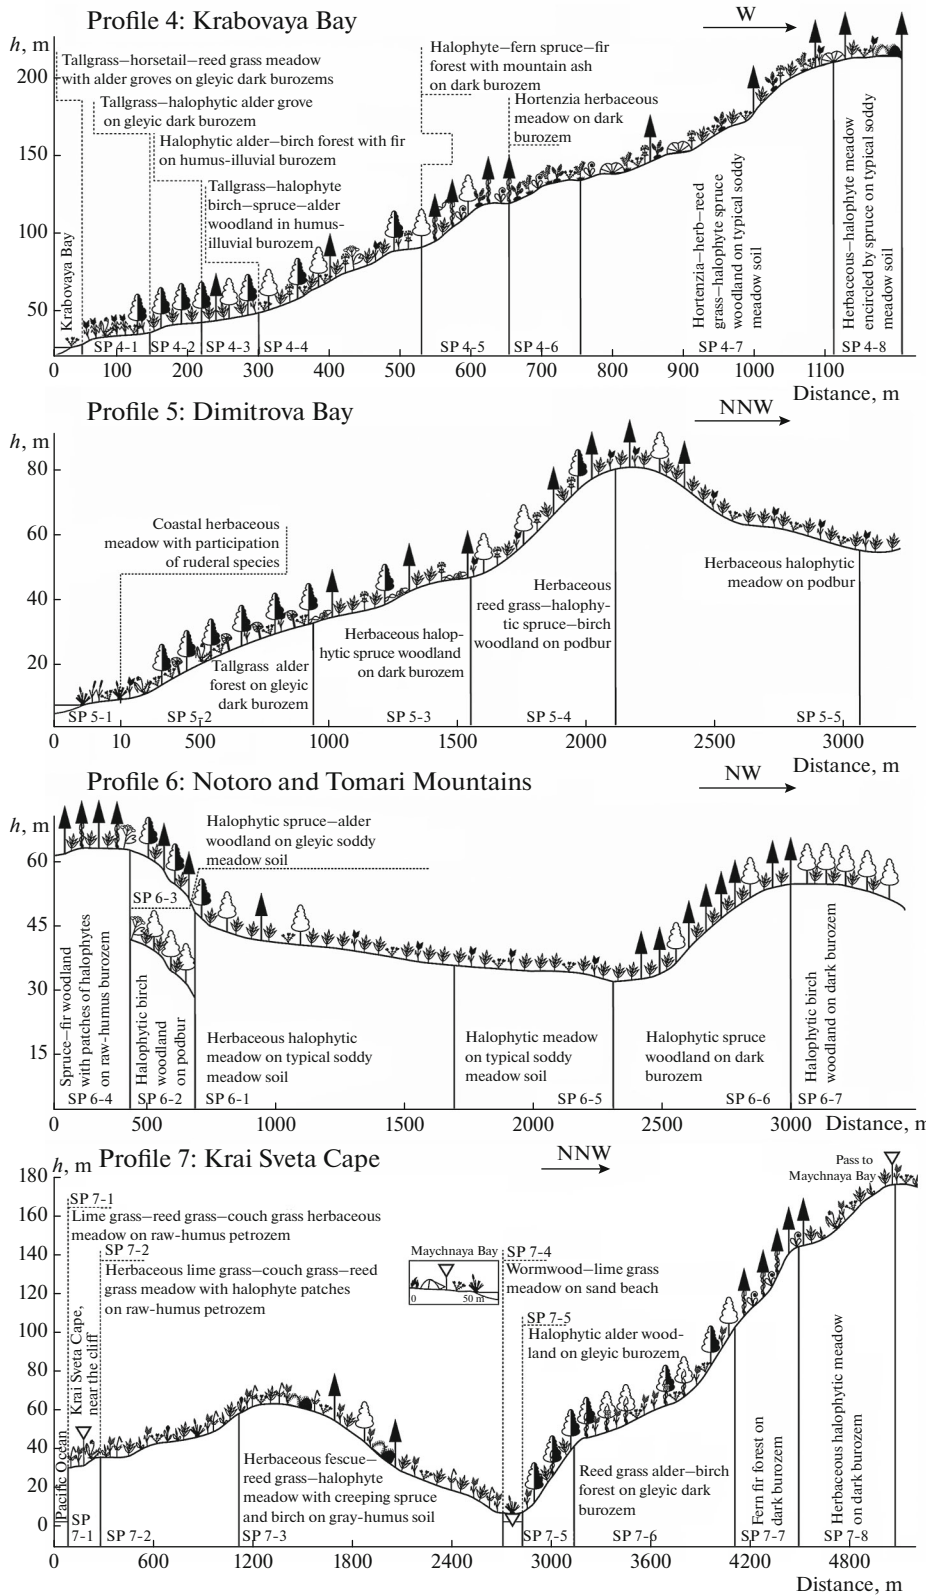 Profile 4: Krabovaya Bay
W
h, m
Tallgrass–horsetail–reed grass meadow
with alder groves on gleyic dark burozems
Tallgrass–halophytic alder grove
on gleyic dark burozem
Halophytic alder–birch forest with fir
on humus-illuvial burozem
Tallgrass–halophyte
birch–spruce–alder
woodland in humus-
illuvial burozem
Halophyte–fern spruce–fir
forest with mountain ash
on dark burozem
Hortenzia herbaceous
meadow on dark
burozem
Hortenzia–herb–reed
grass–halophyte spruce
woodland on typical soddy
meadow soil
Herbaceous–halophyte meadow
encircled by spruce on typical soddy
meadow soil
Krabovaya Bay
200
150
100
50
SP 4-1 SP 4-2 SP 4-3 SP 4-4 SP 4-5 SP 4-6 SP 4-7 SP 4-8
0 100 200 300 400 500 600 700 800 900 1000 1100
Distance, m
Profile 5: Dimitrova Bay
NNW
h, m
80
60
40
20
Coastal herbaceous
meadow with participation
of ruderal species
Tallgrass alder
forest on gleyic
dark burozem
Herbaceous halop-
hytic spruce woodland
on dark burozem
Herbaceous
reed grass–halophy-
tic spruce–birch
woodland on podbur
Herbaceous halophytic
meadow on podbur
SP 5-1 SP 5-2 SP 5-3 SP 5-4 SP 5-5
0 10 500 1000 1500 2000 2500 3000
Distance, m
Profile 6: Notoro and Tomari Mountains
NW
h, m
60
45
30
15
Halophytic spruce–alder
woodland on gleyic soddy
meadow soil
SP 6-3
Spruce–fir woodland
with patches of halophytes
on raw-humus burozem
Halophytic birch
woodland
on podbur
Herbaceous halophytic
meadow on typical soddy
meadow soil
Halophytic meadow
on typical soddy
meadow soil
Halophytic spruce
woodland on dark
burozem
Halophytic birch
woodland on dark burozem
SP 6-4 SP 6-2 SP 6-1 SP 6-5 SP 6-6 SP 6-7
0 500 1000 1500 2000 2500 3000 Distance, m
Profile 7: Krai Sveta Cape
NNW
h, m
180
160
140
120
100
80
60
40
20
0
SP 7-1
Lime grass–reed grass–couch grass herbaceous
meadow on raw-humus petrozem
SP 7-2
Herbaceous lime grass–couch grass–reed
grass meadow with halophyte patches
on raw-humus petrozem
Krai Sveta Cape,
near the cliff
Pacific Ocean
Maychnaya Bay
0 50 m
SP 7-4
Wormwood–lime grass
meadow on sand beach
SP 7-5
Halophytic alder wood-
land on gleyic burozem
Pass to
Maychnaya Bay
Herbaceous fescue–
reed grass–halophyte
meadow with creeping spruce
and birch on gray-humus soil
Reed grass alder–birch
forest on gleyic dark
burozem
Fern fir forest on
dark burozem
Herbaceous halophytic meadow
on dark burozem
SP
7-1 SP 7-2 SP 7-3 SP 7-5 SP 7-6 SP 7-7 SP 7-8
0 600 1200 1800 2400 3000 3600 4200 4800
Distance, m